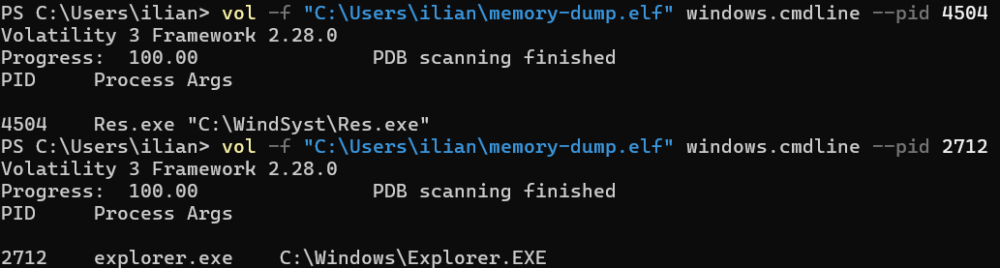 PS C:\Users\ilian> vol -f "C:\Users\ilian\memory-dump.elf" windows.cmdline --pid 4504
Volatility 3 Framework 2.28.0
Progress:  100.00               PDB scanning finished
PID     Process Args

4504    Res.exe "C:\WindSyst\Res.exe"
PS C:\Users\ilian> vol -f "C:\Users\ilian\memory-dump.elf" windows.cmdline --pid 2712
Volatility 3 Framework 2.28.0
Progress:  100.00               PDB scanning finished
PID     Process Args

2712    explorer.exe    C:\Windows\Explorer.EXE